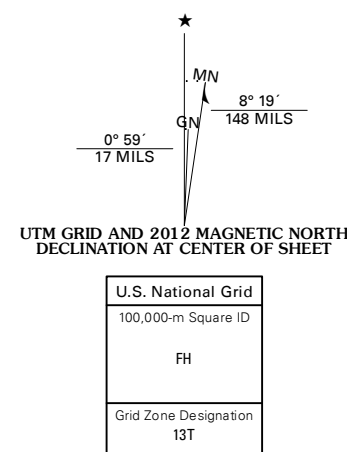 ★
MN
GN
8° 19´
148 MILS
0° 59´
17 MILS
UTM GRID AND 2012 MAGNETIC NORTH
DECLINATION AT CENTER OF SHEET
U.S. National Grid
100,000-m Square ID
FH
Grid Zone Designation
13T